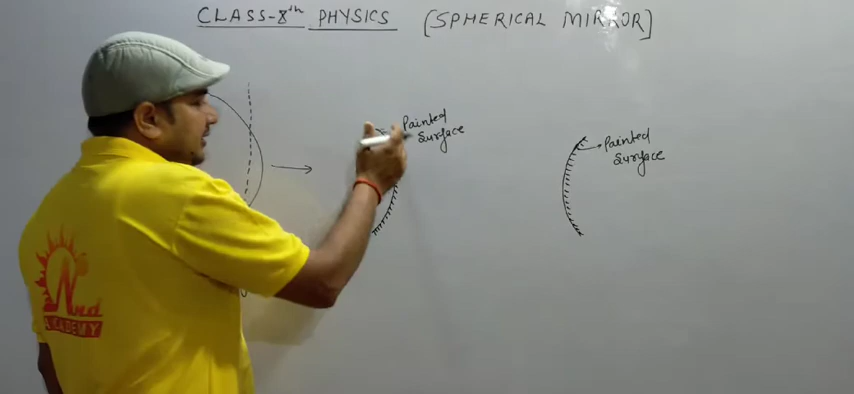 CLASS-8th PHYSICS (SPHERICAL MIRROR)
Painted
Surface
Painted
Surface
ACADEMY